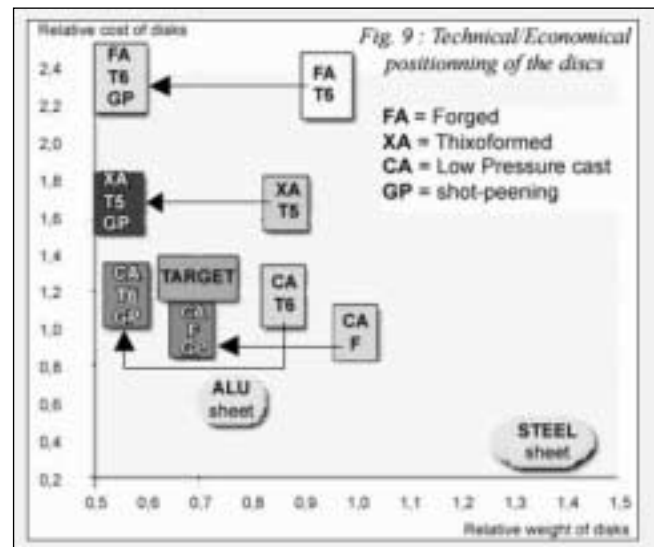 Relative cost of disks
Fig. 9 : Technical/Economical
positionning of the discs
FA = Forged
XA = Thixoformed
CA = Low Pressure cast
GP = shot-peening
2,4
2,2
2,0
1,8
1,6
1,4
1,2
1,0
0,8
0,6
0,4
0,2
FA
T6
GP
FA
T6
XA
T5
GP
XA
T5
CA
T6
GP
TARGET
CA
F
GP
CA
T6
CA
F
ALU
sheet
STEEL
sheet
0,5 0,6 0,7 0,8 0,9 1,0 1,1 1,2 1,3 1,4 1,5
Relative weight of disks